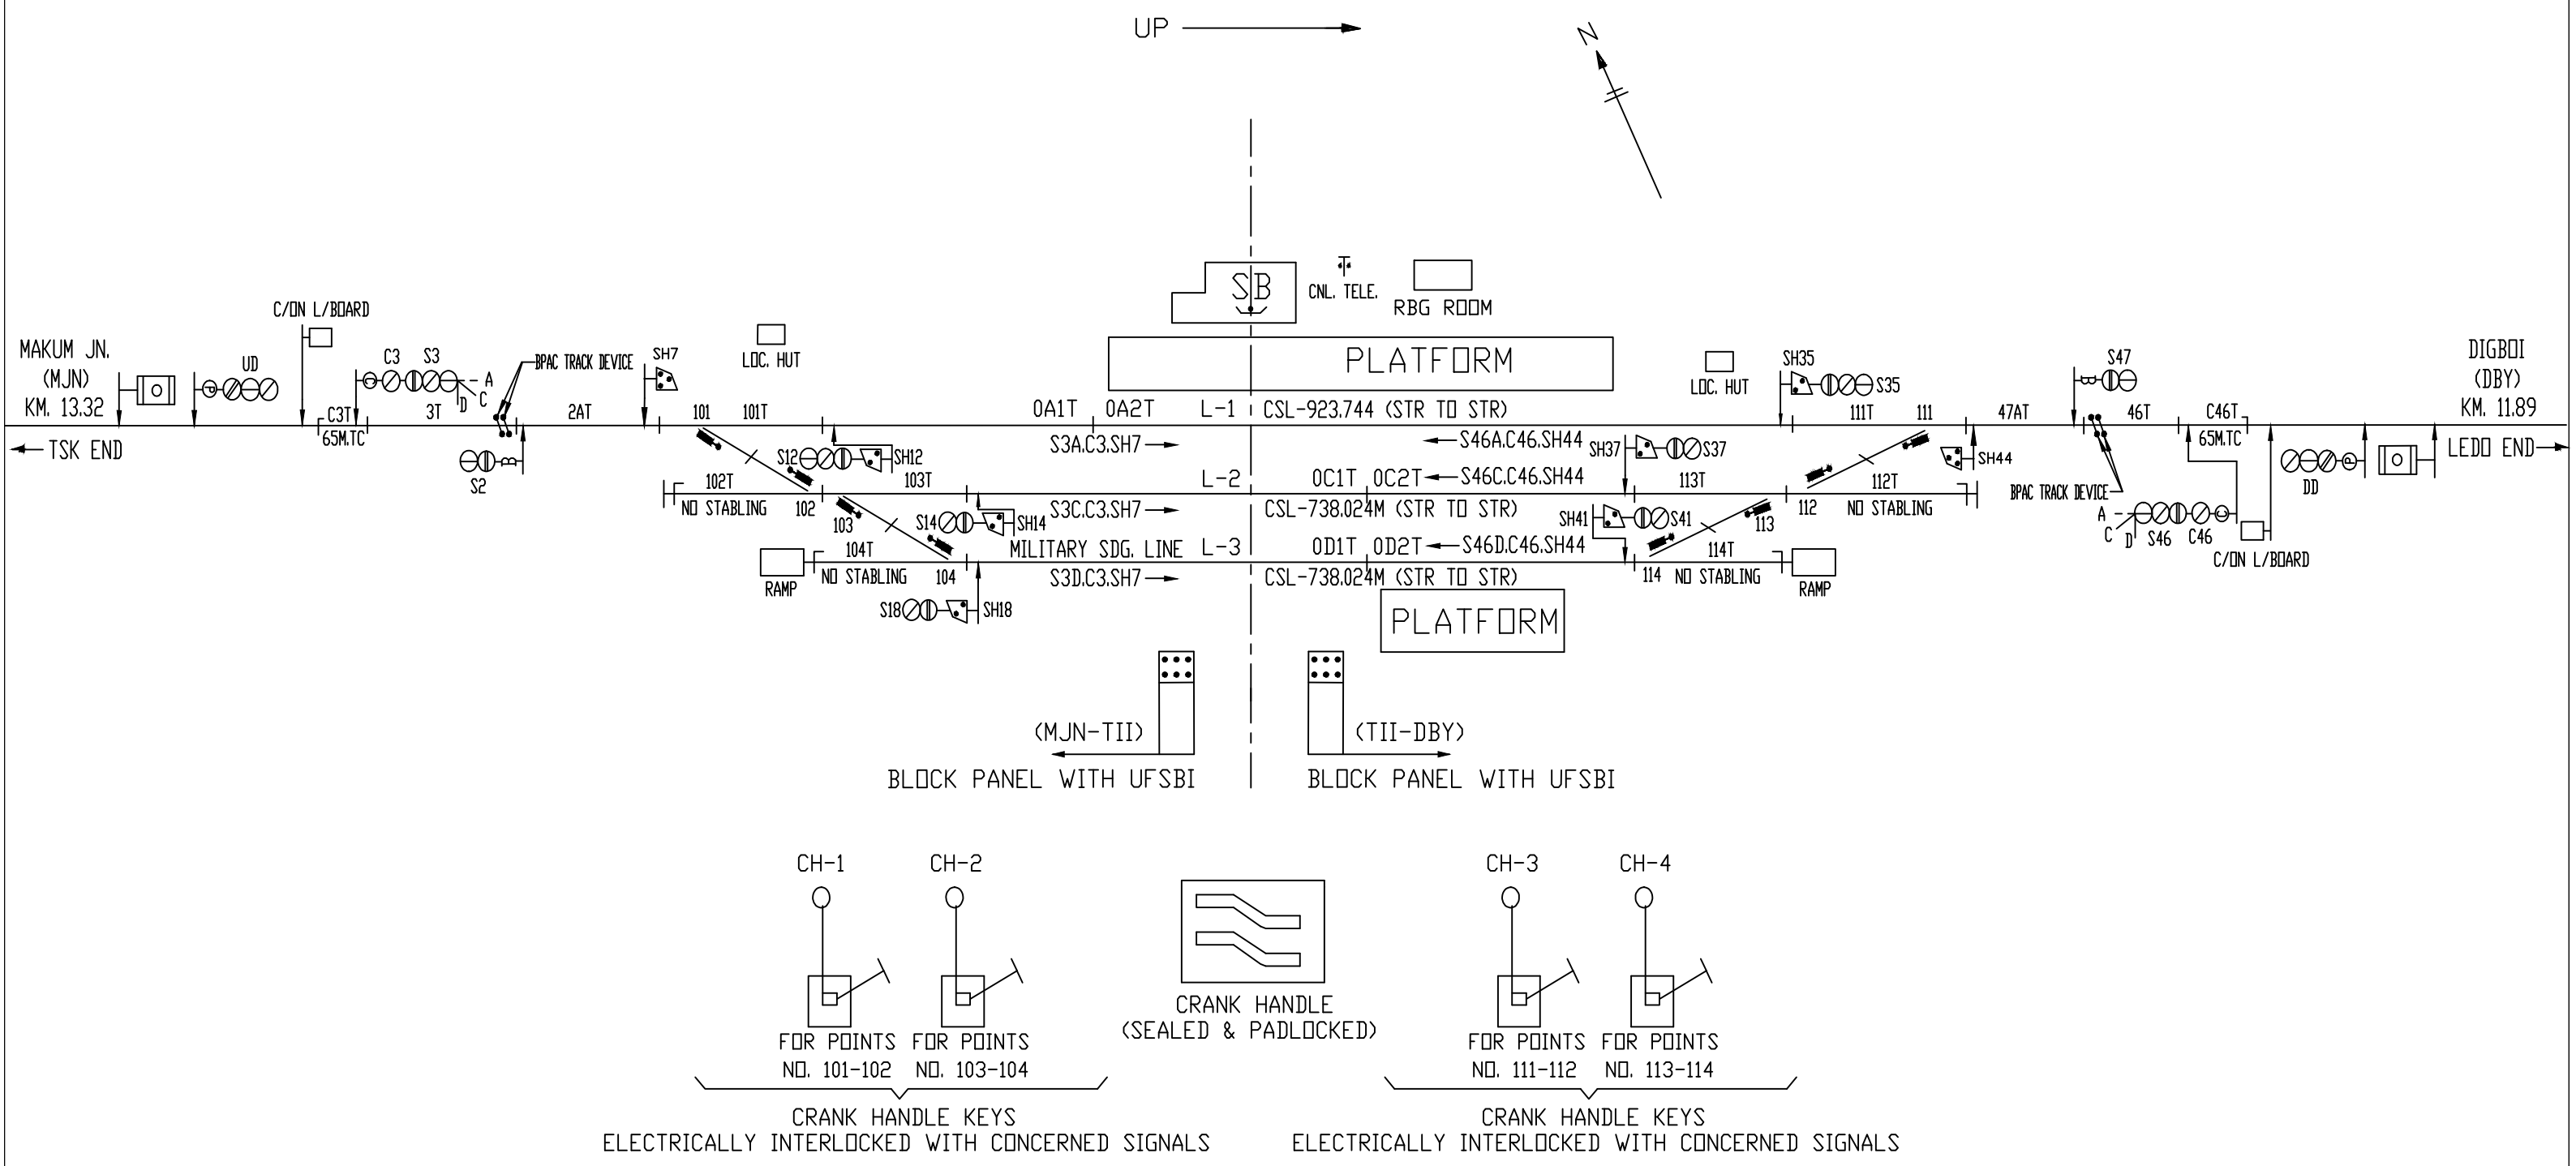 UP
N
SB
CNL. TELE.
RBG ROOM
PLATFORM
MAKUM JN.
(MJN)
KM. 13.32
TSK END
UD
C/ON L/BOARD
C3
S3
A
C
D
C3T
65M.TC
3T
BPAC TRACK DEVICE
2AT
S2
B
SH7
LOC. HUT
101
101T
S12
SH12
102T
NO STABLING
102
103T
103
S14
SH14
104T
NO STABLING
104
RAMP
S18
SH18
0A1T
0A2T
L-1
CSL-923.744 (STR TO STR)
S3A.C3.SH7
S46A.C46.SH44
L-2
0C1T
0C2T
S46C.C46.SH44
S3C.C3.SH7
CSL-738.024M (STR TO STR)
MILITARY SDG. LINE
L-3
0D1T
0D2T
S46D.C46.SH44
S3D.C3.SH7
CSL-738.024M (STR TO STR)
PLATFORM
LOC. HUT
SH35
S35
SH37
S37
SH41
S41
111T
111
113T
112T
112
NO STABLING
113
114T
114
NO STABLING
RAMP
SH44
47AT
S47
B
46T
C46T
65M.TC
BPAC TRACK DEVICE
A
C
D
S46
C46
C
C/ON L/BOARD
DD
P
DIGBOI
(DBY)
KM. 11.89
LEDO END
(MJN-TII)
(TII-DBY)
BLOCK PANEL WITH UFSBI
BLOCK PANEL WITH UFSBI
CH-1
CH-2
CH-3
CH-4
CRANK HANDLE
(SEALED & PADLOCKED)
FOR POINTS
NO. 101-102
FOR POINTS
NO. 103-104
FOR POINTS
NO. 111-112
FOR POINTS
NO. 113-114
CRANK HANDLE KEYS
ELECTRICALLY INTERLOCKED WITH CONCERNED SIGNALS
CRANK HANDLE KEYS
ELECTRICALLY INTERLOCKED WITH CONCERNED SIGNALS